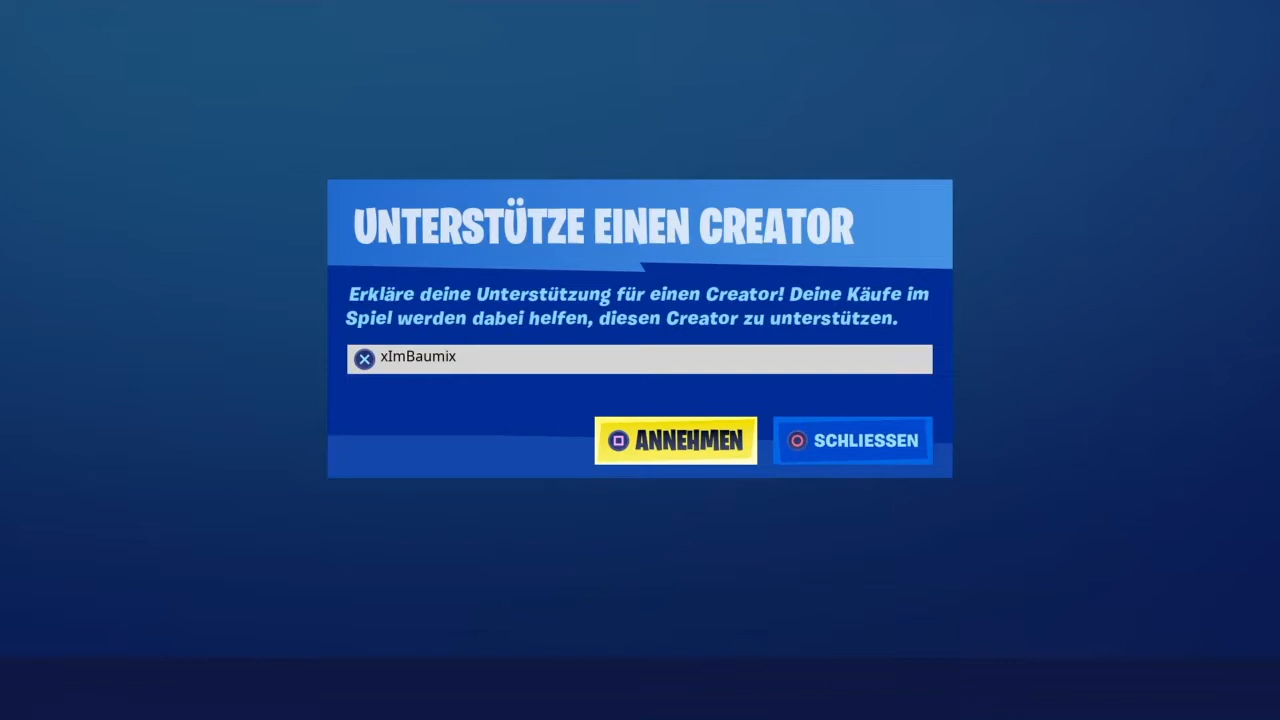 UNTERSTÜTZE EINEN CREATOR
Erkläre deine Unterstützung für einen Creator! Deine Käufe im
Spiel werden dabei helfen, diesen Creator zu unterstützen.
xImBaumix
ANNEHMEN
SCHLIESSEN